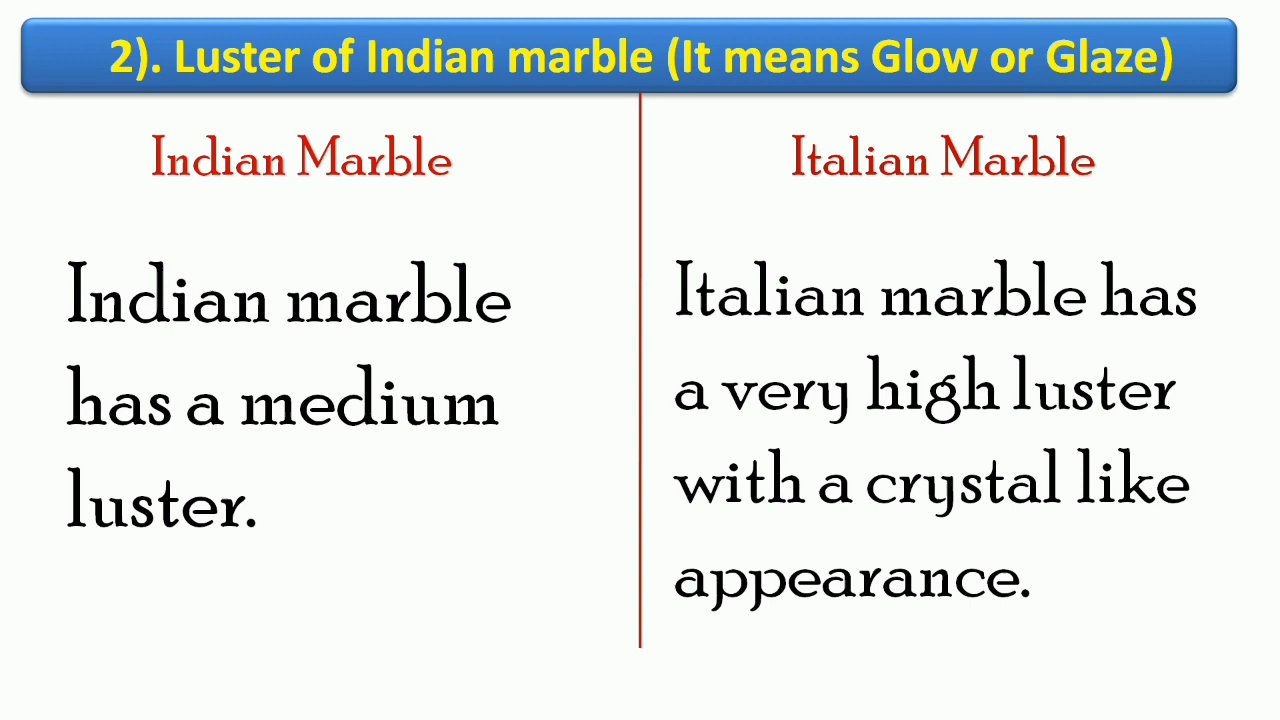 2). Luster of Indian marble (It means Glow or Glaze)
Indian Marble
Indian marble
has a medium
luster.
Italian Marble
Italian marble has
a very high luster
with a crystal like
appearance.